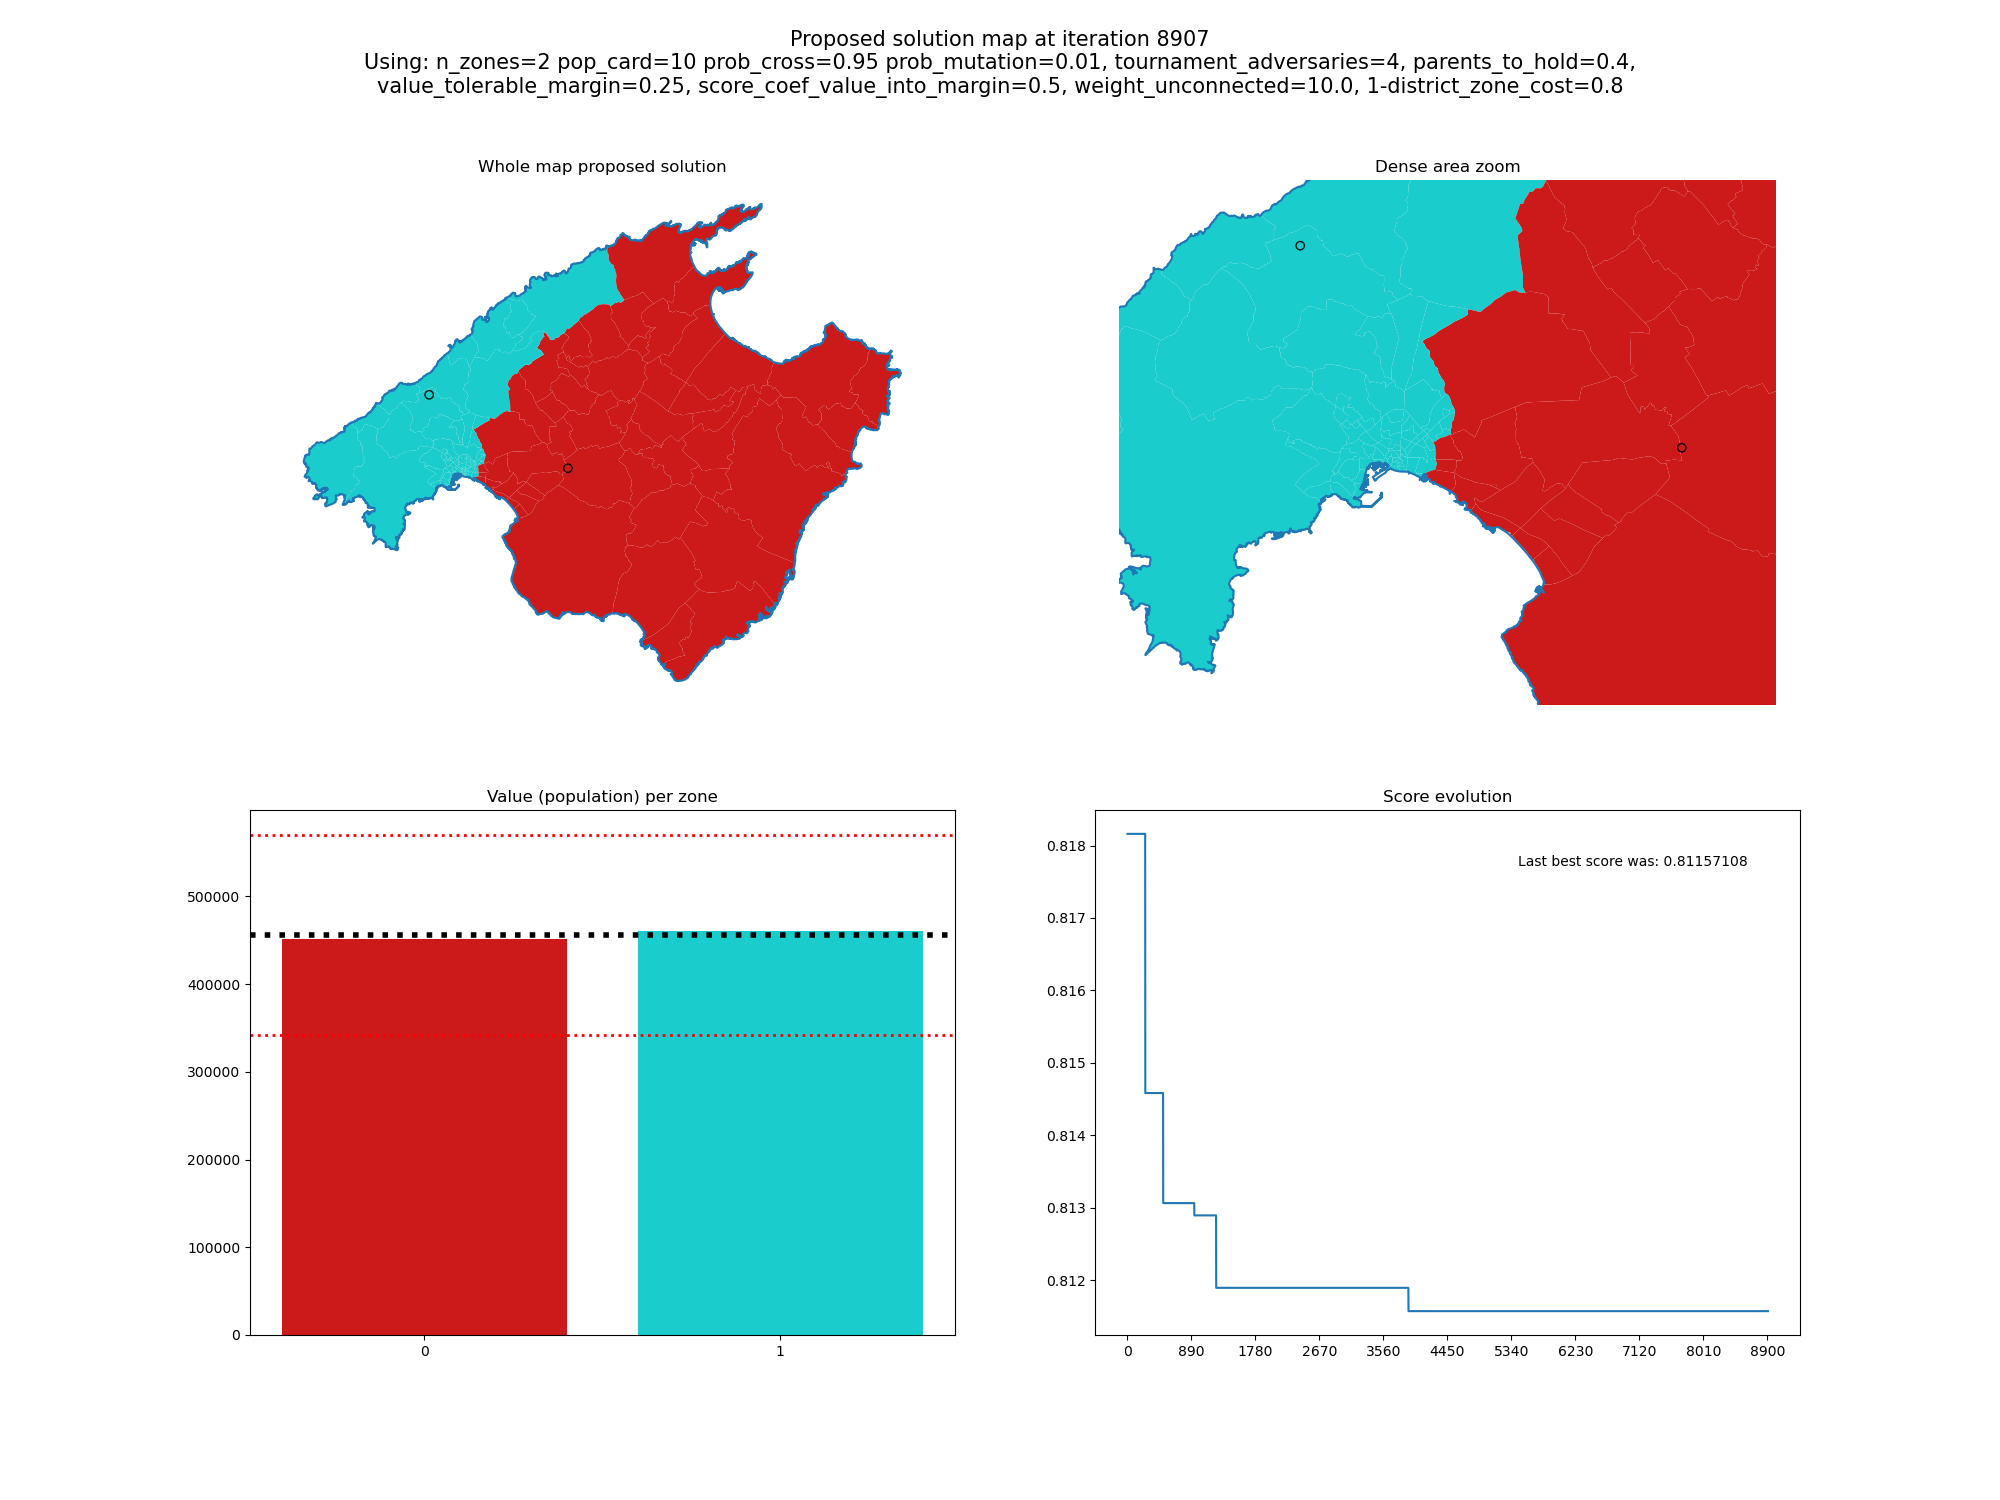 Proposed solution map at iteration 8907
Using: n_zones=2 pop_card=10 prob_cross=0.95 prob_mutation=0.01, tournament_adversaries=4, parents_to_hold=0.4,
value_tolerable_margin=0.25, score_coef_value_into_margin=0.5, weight_unconnected=10.0, 1-district_zone_cost=0.8
Whole map proposed solution
Dense area zoom
Value (population) per zone
500000
400000
300000
200000
100000
0
0 1
Score evolution
Last best score was: 0.81157108
0.818
0.817
0.816
0.815
0.814
0.813
0.812
0 890 1780 2670 3560 4450 5340 6230 7120 8010 8900